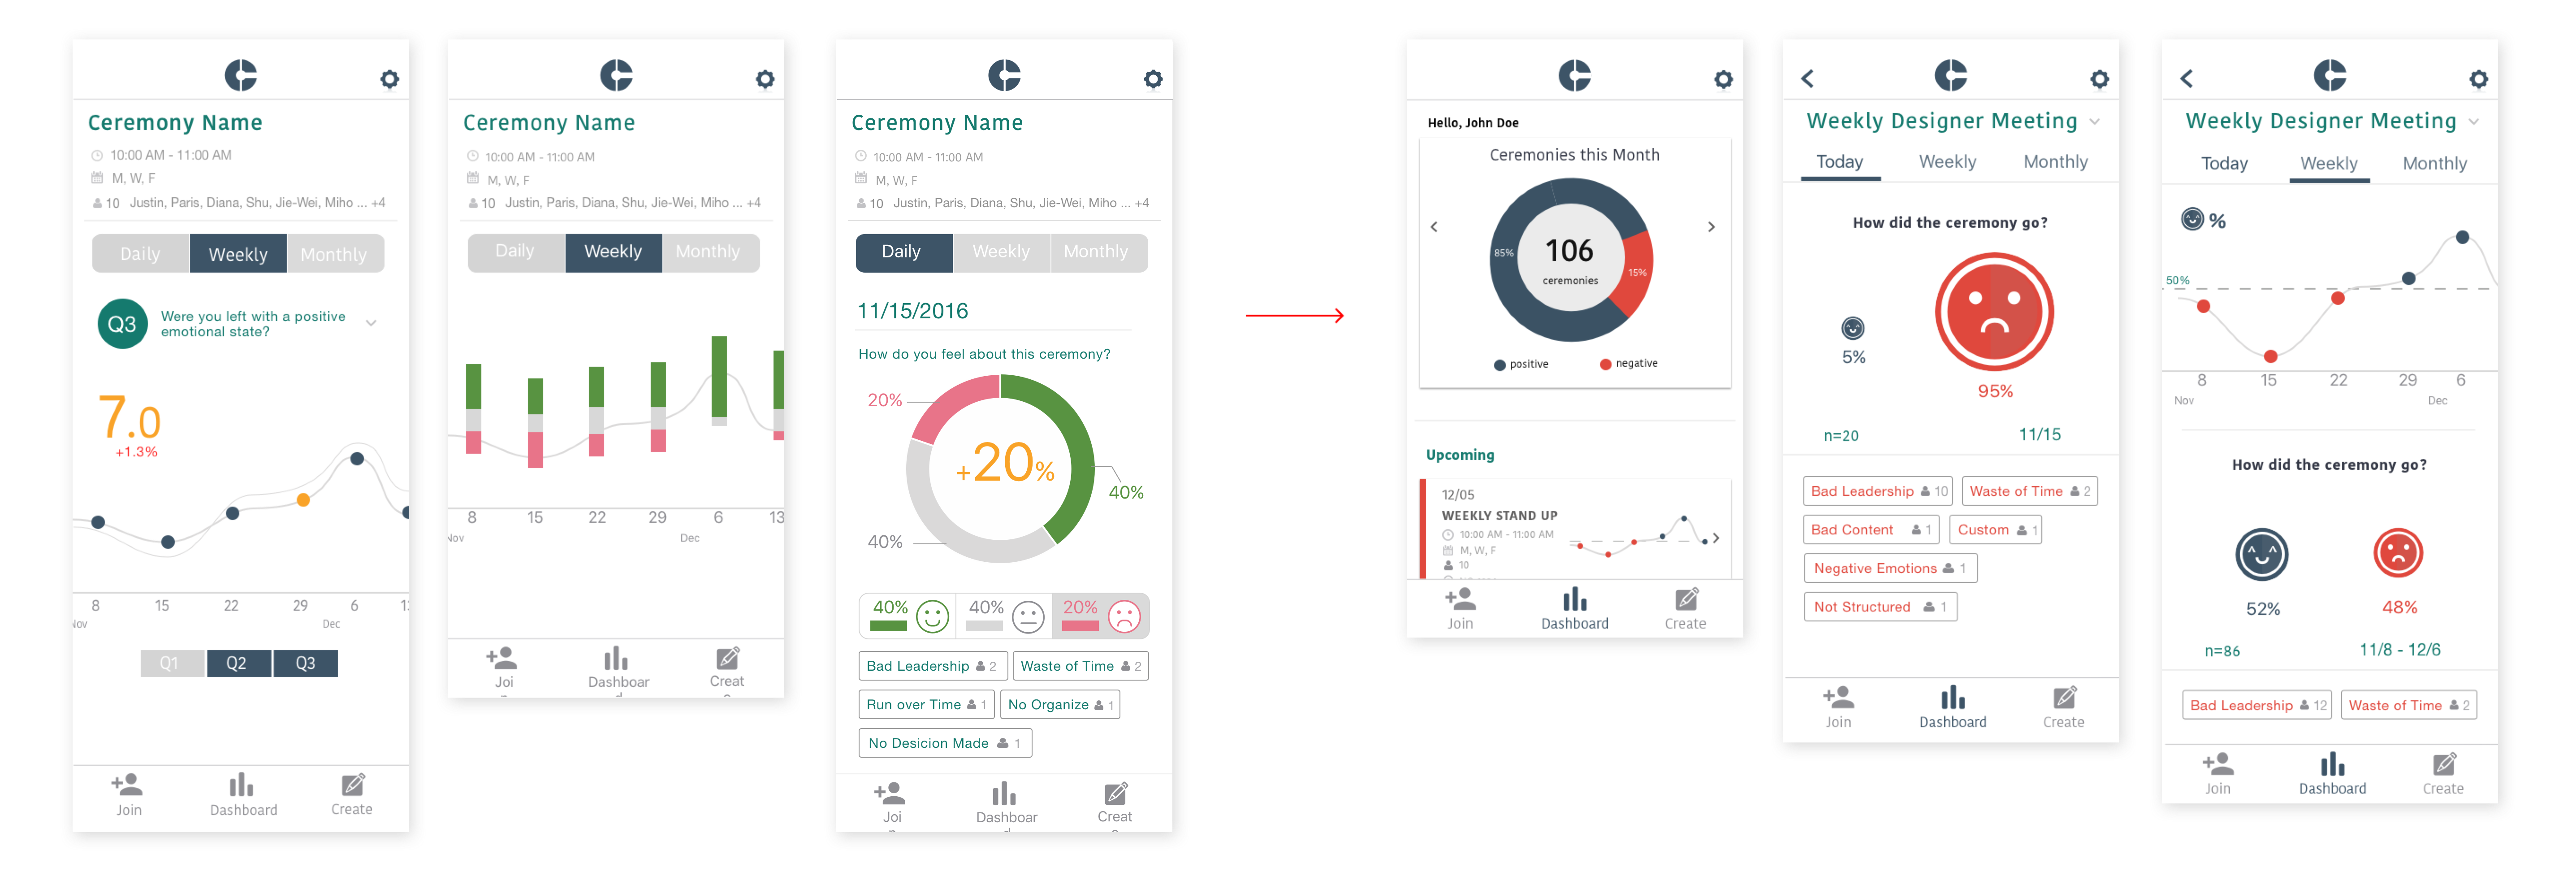 Ceremony Name
10:00 AM - 11:00 AM
M, W, F
10 Justin, Paris, Diana, Shu, Jie-Wei, Miho ... +4
Daily Weekly Monthly
Q3 Were you left with a positive
emotional state?
7.0
+1.3%
8 15 22 29 6
Nov Dec
Q1 Q2 Q3
Join Dashboard Create
Ceremony Name
10:00 AM - 11:00 AM
M, W, F
10 Justin, Paris, Diana, Shu, Jie-Wei, Miho ... +4
Daily Weekly Monthly
8 15 22 29 6 13
Nov Dec
Joi Dashboar Creat
Ceremony Name
10:00 AM - 11:00 AM
M, W, F
10 Justin, Paris, Diana, Shu, Jie-Wei, Miho ... +4
Daily Weekly Monthly
11/15/2016
How do you feel about this ceremony?
20%
+20%
40%
40%
40% 40% 20%
Bad Leadership 2 Waste of Time 2
Run over Time 1 No Organize 1
No Desicion Made 1
Joi Dashboar Creat
Hello, John Doe
Ceremonies this Month
106
ceremonies
85%
15%
positive negative
Upcoming
12/05
WEEKLY STAND UP
10:00 AM - 11:00 AM
M, W, F
10
Join Dashboard Create
Weekly Designer Meeting
Today Weekly Monthly
How did the ceremony go?
5%
95%
n=20 11/15
Bad Leadership 10 Waste of Time 2
Bad Content 1 Custom 1
Negative Emotions 1
Not Structured 1
Join Dashboard Create
Weekly Designer Meeting
Today Weekly Monthly
%
50%
8 15 22 29 6
Nov Dec
How did the ceremony go?
52% 48%
n=86 11/8 - 12/6
Bad Leadership 12 Waste of Time 2
Join Dashboard Create